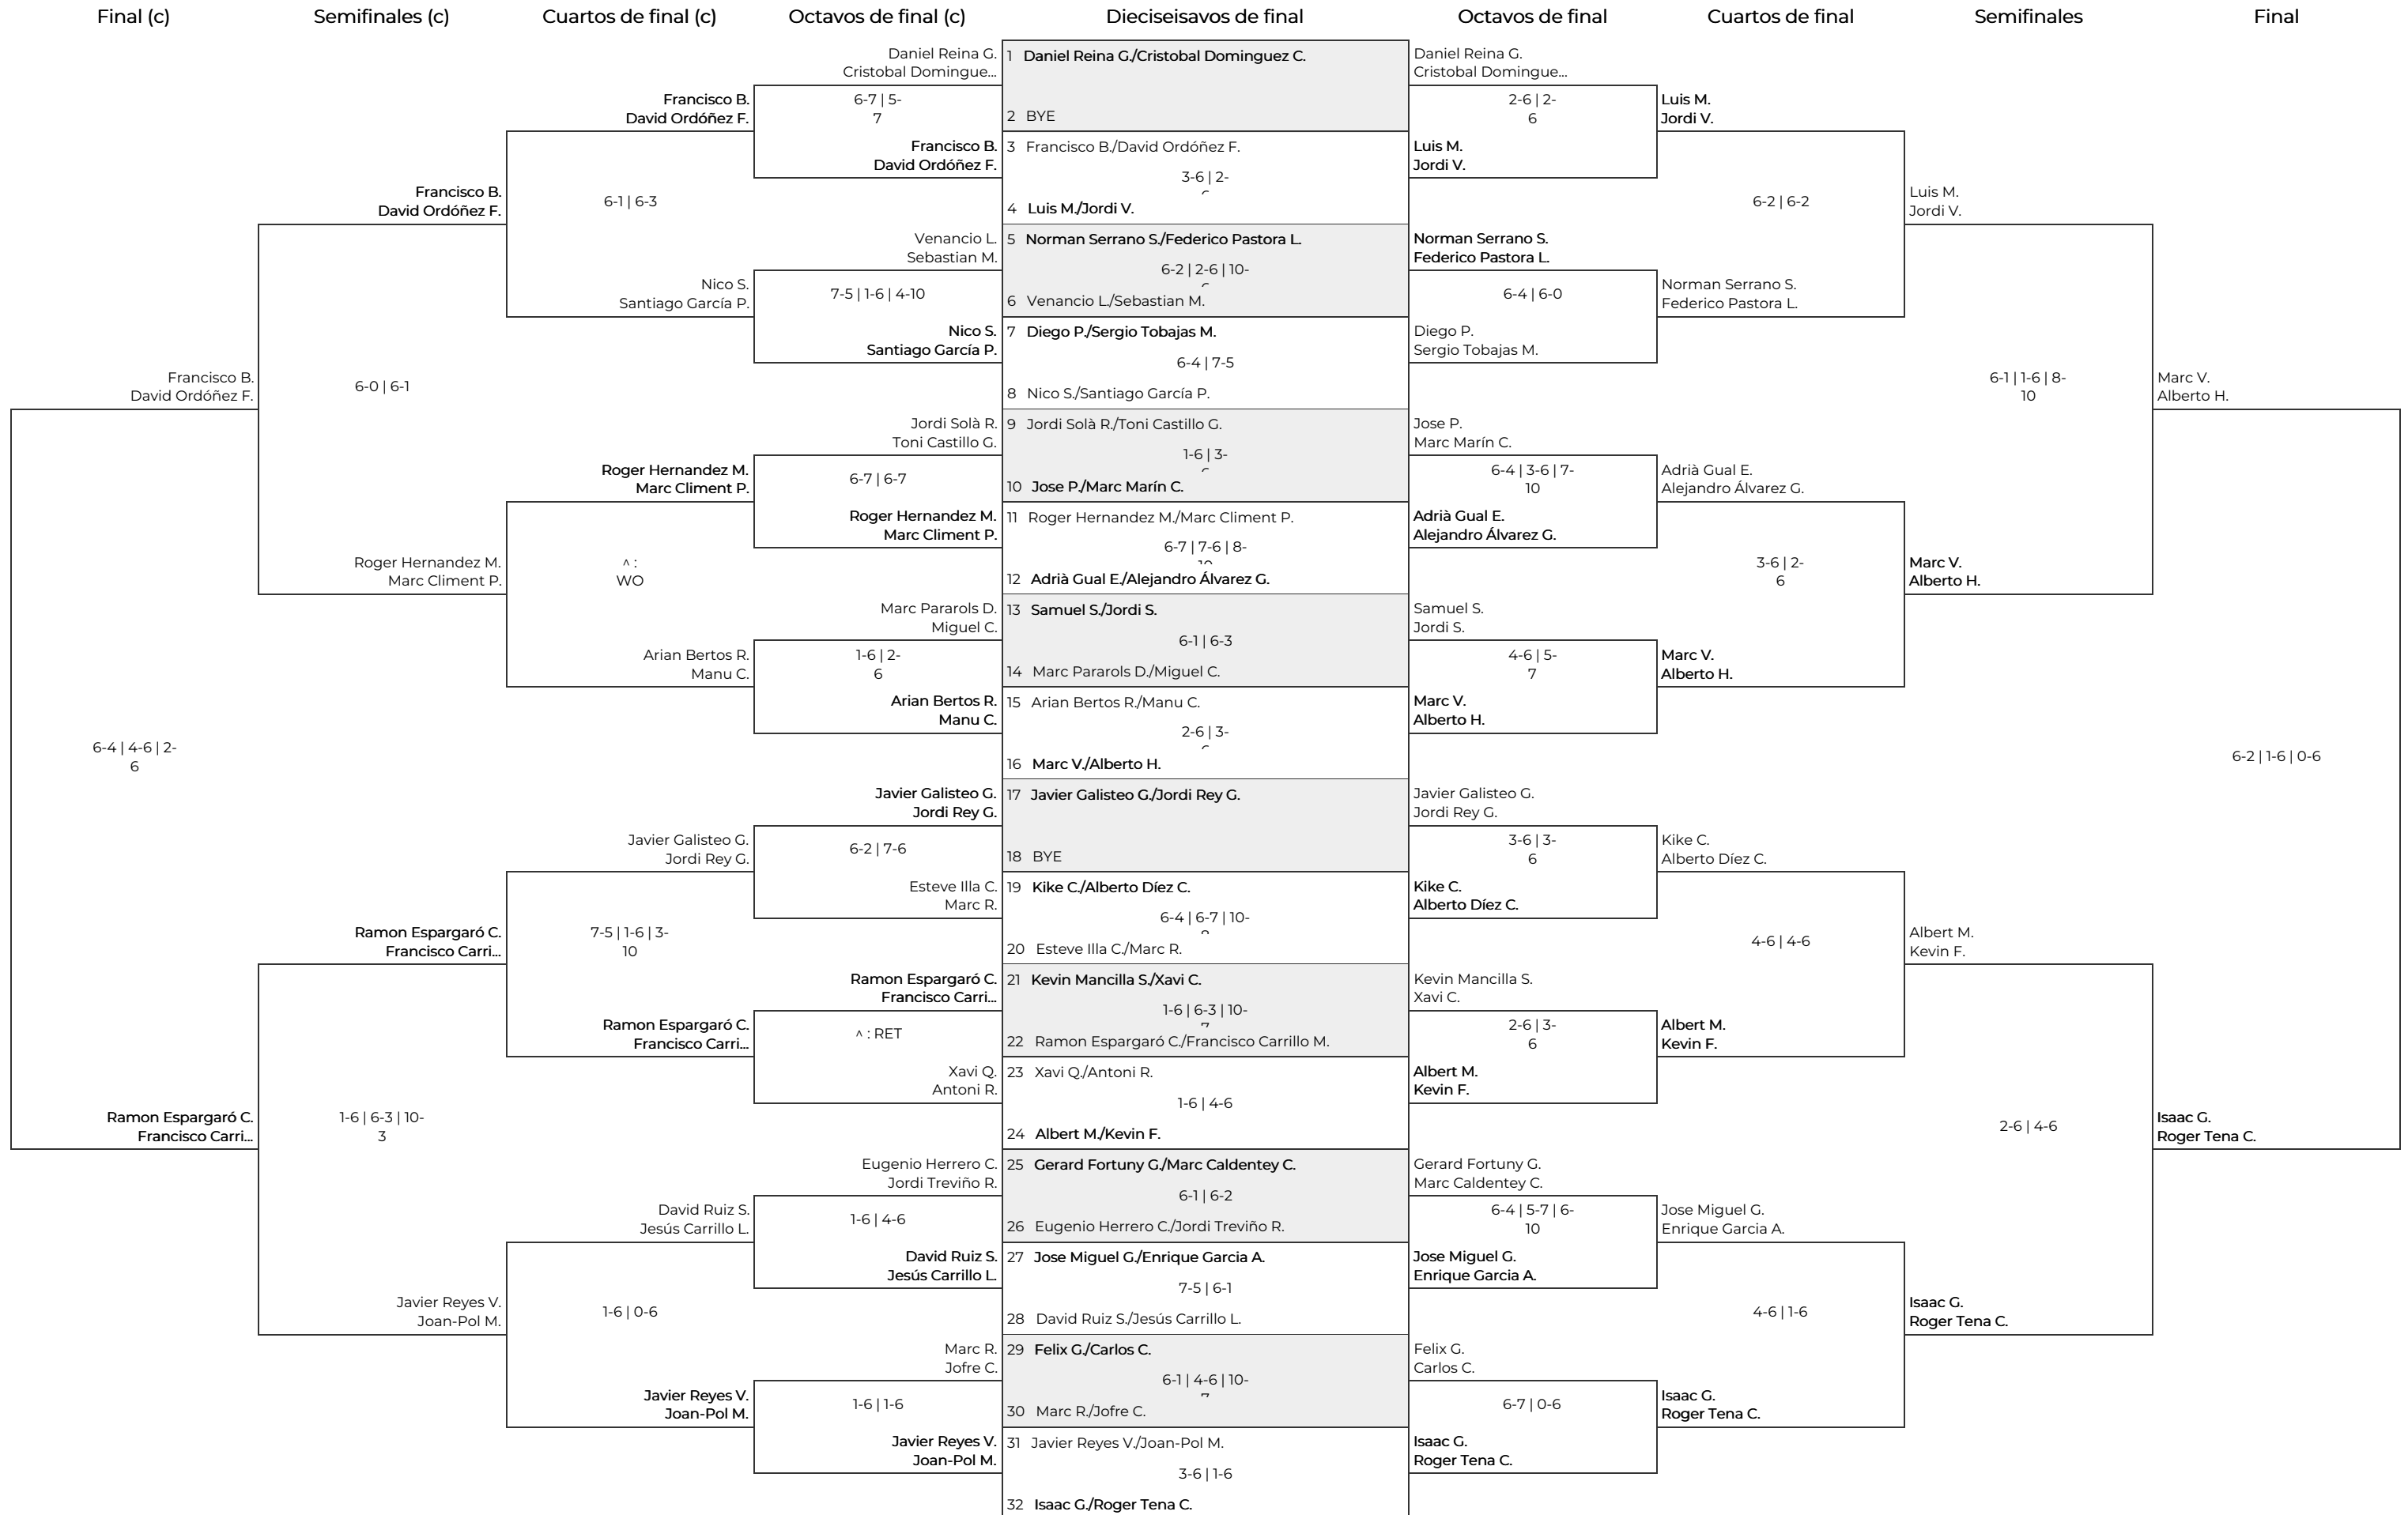 Final (c)
Semifinales (c)
Cuartos de final (c)
Octavos de final (c)
Dieciseisavos de final
Octavos de final
Cuartos de final
Semifinales
Final
Francisco B.
David Ordóñez F.
6-4 | 4-6 | 2-
6
Ramon Espargaró C.
Francisco Carri...
Francisco B.
David Ordóñez F.
6-0 | 6-1
Roger Hernandez M.
Marc Climent P.
Ramon Espargaró C.
Francisco Carri...
1-6 | 6-3 | 10-
3
Javier Reyes V.
Joan-Pol M.
Francisco B.
David Ordóñez F.
6-1 | 6-3
Nico S.
Santiago García P.
Roger Hernandez M.
Marc Climent P.
^ :
WO
Arian Bertos R.
Manu C.
Javier Galisteo G.
Jordi Rey G.
7-5 | 1-6 | 3-
10
Ramon Espargaró C.
Francisco Carri...
David Ruiz S.
Jesús Carrillo L.
1-6 | 0-6
Javier Reyes V.
Joan-Pol M.
Daniel Reina G.
Cristobal Domingue...
6-7 | 5-
7
Francisco B.
David Ordóñez F.
Venancio L.
Sebastian M.
7-5 | 1-6 | 4-10
Nico S.
Santiago García P.
Jordi Solà R.
Toni Castillo G.
6-7 | 6-7
Roger Hernandez M.
Marc Climent P.
Marc Pararols D.
Miguel C.
1-6 | 2-
6
Arian Bertos R.
Manu C.
Javier Galisteo G.
Jordi Rey G.
6-2 | 7-6
Esteve Illa C.
Marc R.
Ramon Espargaró C.
Francisco Carri...
^ : RET
Xavi Q.
Antoni R.
Eugenio Herrero C.
Jordi Treviño R.
1-6 | 4-6
David Ruiz S.
Jesús Carrillo L.
Marc R.
Jofre C.
1-6 | 1-6
Javier Reyes V.
Joan-Pol M.
1 Daniel Reina G./Cristobal Dominguez C.
2 BYE
3 Francisco B./David Ordóñez F.
3-6 | 2-
4 Luis M./Jordi V.
5 Norman Serrano S./Federico Pastora L.
6-2 | 2-6 | 10-
6 Venancio L./Sebastian M.
7 Diego P./Sergio Tobajas M.
6-4 | 7-5
8 Nico S./Santiago García P.
9 Jordi Solà R./Toni Castillo G.
1-6 | 3-
10 Jose P./Marc Marín C.
11 Roger Hernandez M./Marc Climent P.
6-7 | 7-6 | 8-
12 Adrià Gual E./Alejandro Álvarez G.
13 Samuel S./Jordi S.
6-1 | 6-3
14 Marc Pararols D./Miguel C.
15 Arian Bertos R./Manu C.
2-6 | 3-
16 Marc V./Alberto H.
17 Javier Galisteo G./Jordi Rey G.
18 BYE
19 Kike C./Alberto Díez C.
6-4 | 6-7 | 10-
20 Esteve Illa C./Marc R.
21 Kevin Mancilla S./Xavi C.
1-6 | 6-3 | 10-
22 Ramon Espargaró C./Francisco Carrillo M.
23 Xavi Q./Antoni R.
1-6 | 4-6
24 Albert M./Kevin F.
25 Gerard Fortuny G./Marc Caldentey C.
6-1 | 6-2
26 Eugenio Herrero C./Jordi Treviño R.
27 Jose Miguel G./Enrique Garcia A.
7-5 | 6-1
28 David Ruiz S./Jesús Carrillo L.
29 Felix G./Carlos C.
6-1 | 4-6 | 10-
30 Marc R./Jofre C.
31 Javier Reyes V./Joan-Pol M.
3-6 | 1-6
32 Isaac G./Roger Tena C.
Daniel Reina G.
Cristobal Domingue...
2-6 | 2-
6
Luis M.
Jordi V.
Norman Serrano S.
Federico Pastora L.
6-4 | 6-0
Diego P.
Sergio Tobajas M.
Jose P.
Marc Marín C.
6-4 | 3-6 | 7-
10
Adrià Gual E.
Alejandro Álvarez G.
Samuel S.
Jordi S.
4-6 | 5-
7
Marc V.
Alberto H.
Javier Galisteo G.
Jordi Rey G.
3-6 | 3-
6
Kike C.
Alberto Díez C.
Kevin Mancilla S.
Xavi C.
2-6 | 3-
6
Albert M.
Kevin F.
Gerard Fortuny G.
Marc Caldentey C.
6-4 | 5-7 | 6-
10
Jose Miguel G.
Enrique Garcia A.
Felix G.
Carlos C.
6-7 | 0-6
Isaac G.
Roger Tena C.
Luis M.
Jordi V.
6-2 | 6-2
Norman Serrano S.
Federico Pastora L.
Adrià Gual E.
Alejandro Álvarez G.
3-6 | 2-
6
Marc V.
Alberto H.
Kike C.
Alberto Díez C.
4-6 | 4-6
Albert M.
Kevin F.
Jose Miguel G.
Enrique Garcia A.
4-6 | 1-6
Isaac G.
Roger Tena C.
Luis M.
Jordi V.
6-1 | 1-6 | 8-
10
Marc V.
Alberto H.
Albert M.
Kevin F.
2-6 | 4-6
Isaac G.
Roger Tena C.
Marc V.
Alberto H.
6-2 | 1-6 | 0-6
Isaac G.
Roger Tena C.